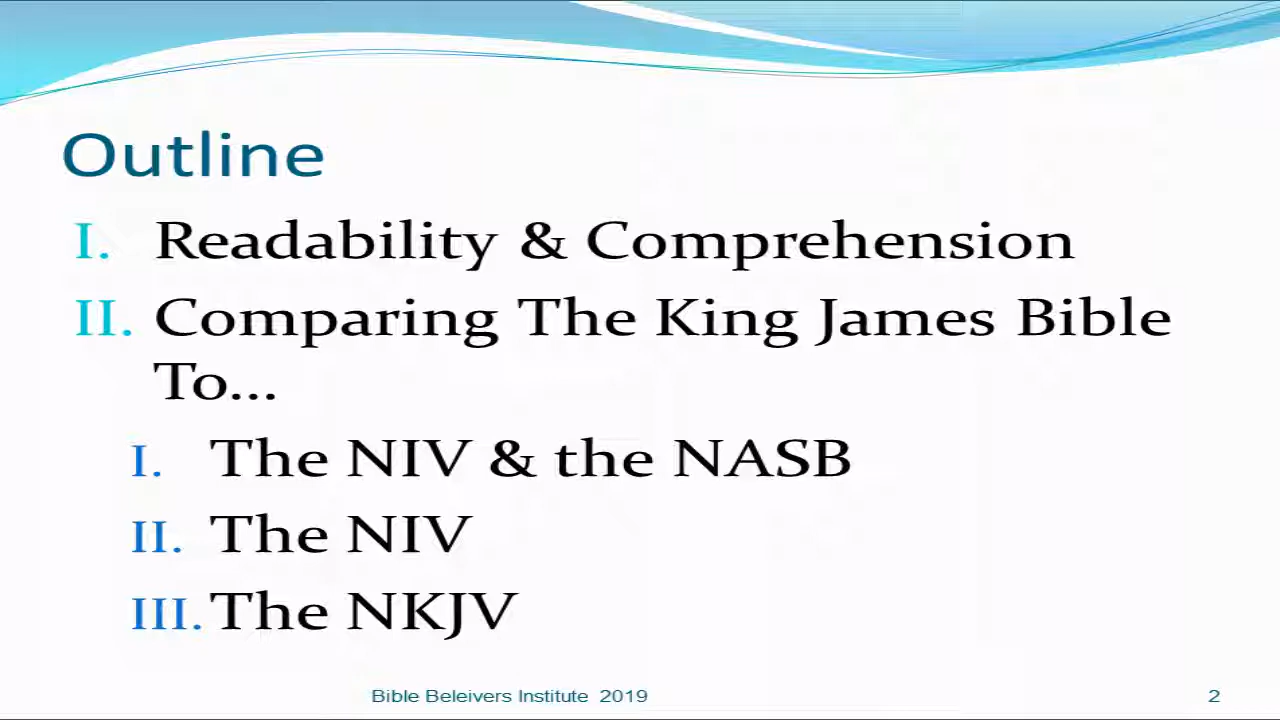 Outline
I. Readability & Comprehension
II. Comparing The King James Bible
To...
I. The NIV & the NASB
II. The NIV
III. The NKJV
Bible Beleivers Institute 2019
2